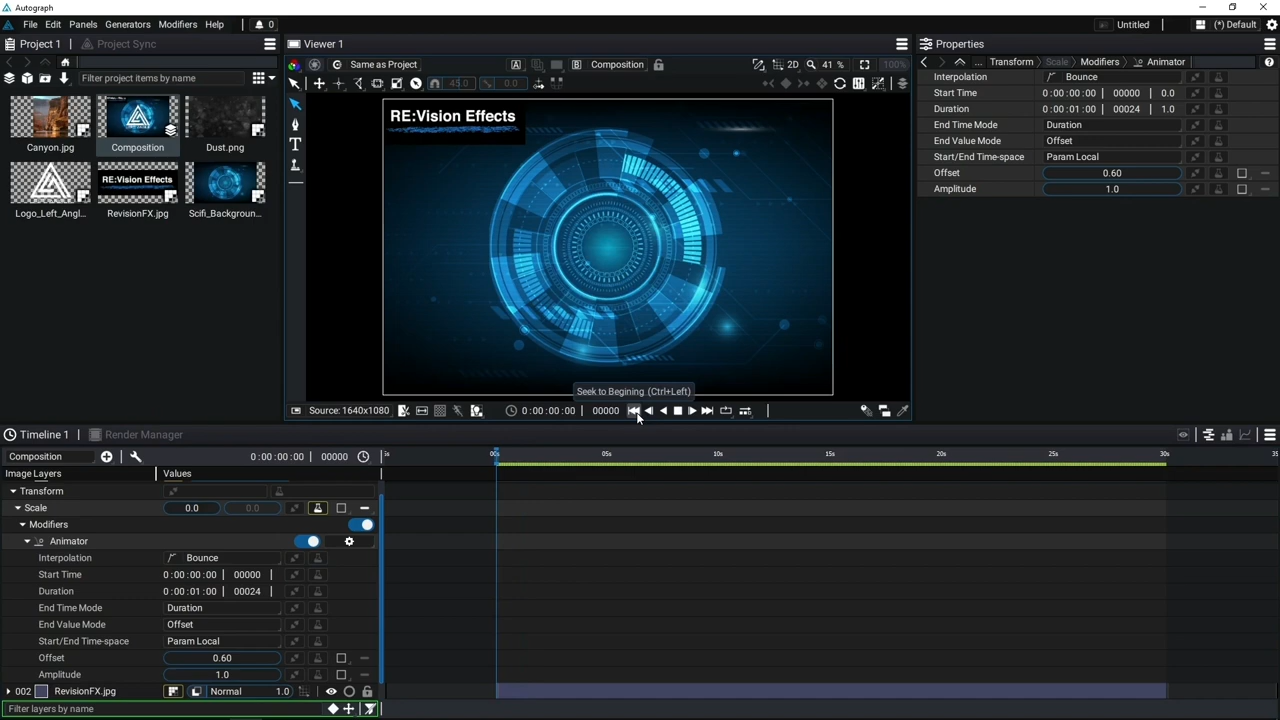 Autograph
File Edit Panels Generators Modifiers Help 0 Untitled (*) Default
Project 1 Project Sync
Filter project items by name
Canyon.jpg Composition Dust.png
Logo_Left_Angl... RevisionFX.jpg Scifi_Backgroun...
RE:Vision Effects
Viewer 1
Same as Project A B Composition 2D 41 % 100%
45.0 0.0
RE:Vision Effects
Seek to Begining (Ctrl+Left)
Source: 1640x1080 0:00:00:00 00000
Properties
... Transform Scale Modifiers Animator
Interpolation Bounce
Start Time 0:00:00:00 00000 0.0
Duration 0:00:01:00 00024 1.0
End Time Mode Duration
End Value Mode Offset
Start/End Time-space Param Local
Offset 0.60
Amplitude 1.0
Timeline 1 Render Manager
Composition 0:00:00:00 00000
Image Layers Values
Transform
Scale 0.0 0.0
Modifiers
Animator
Interpolation Bounce
Start Time 0:00:00:00 00000
Duration 0:00:01:00 00024
End Time Mode Duration
End Value Mode Offset
Start/End Time-space Param Local
Offset 0.60
Amplitude 1.0
002 RevisionFX.jpg Normal 1.0
Filter layers by name
00s 05s 10s 15s 20s 25s 30s